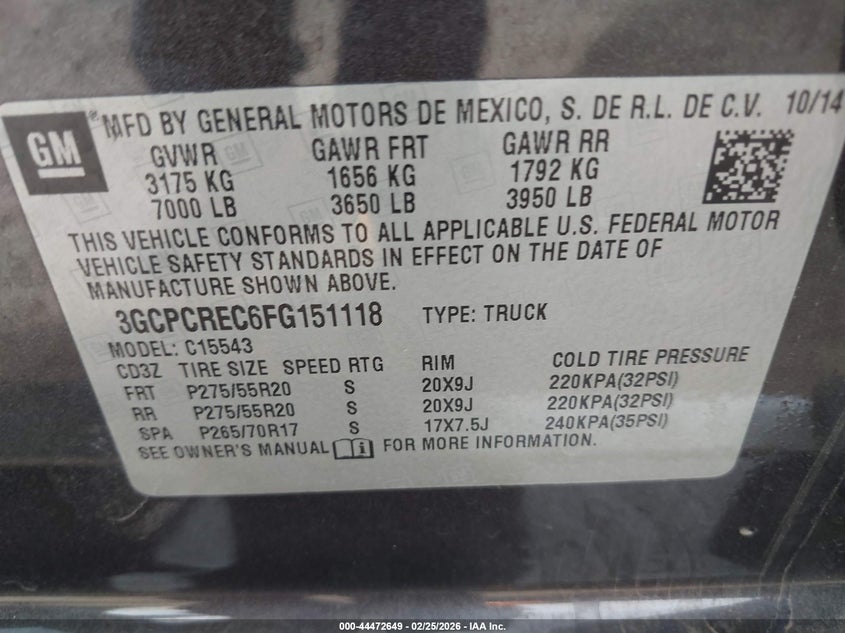 GM
® MFD BY GENERAL MOTORS DE MEXICO, S. DE R.L. DE C.V. 10/14
GVWR GAWR FRT GAWR RR
3175 KG 1656 KG 1792 KG
7000 LB 3650 LB 3950 LB
THIS VEHICLE CONFORMS TO ALL APPLICABLE U.S. FEDERAL MOTOR
VEHICLE SAFETY STANDARDS IN EFFECT ON THE DATE OF
MANUFACTURE SHOWN ABOVE.
3GCPCREC6FG151118 TYPE: TRUCK
MODEL: C15543
CD3Z TIRE SIZE SPEED RTG RIM COLD TIRE PRESSURE
FRT P275/55R20 S 20X9J 220KPA(32PSI)
RR P275/55R20 S 20X9J 220KPA(32PSI)
SPA P265/70R17 S 17X7.5J 240KPA(35PSI)
SEE OWNER'S MANUAL FOR MORE INFORMATION.
000-44472649 - 02/25/2026 - IAA Inc.